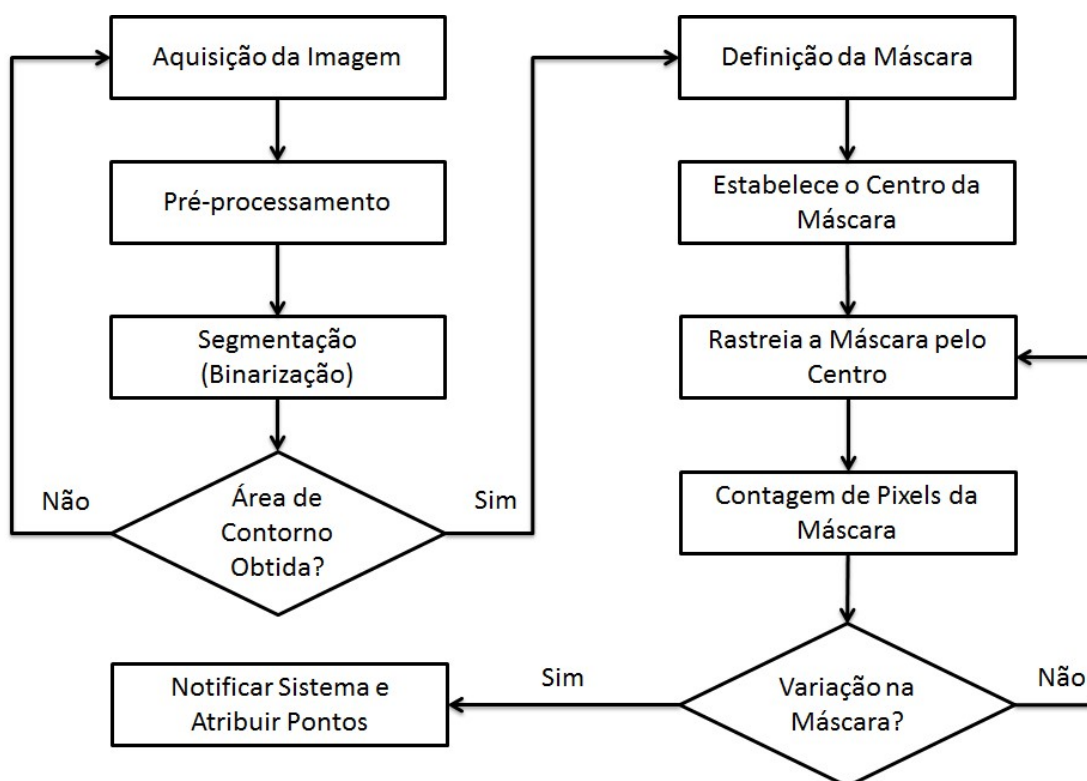 Aquisição da Imagem
Pré-processamento
Segmentação
(Binarização)
Não
Área de
Contorno
Obtida?
Sim
Definição da Máscara
Estabelece o Centro da
Máscara
Rastreia a Máscara pelo
Centro
Contagem de Pixels da
Máscara
Variação na
Máscara?
Não
Sim
Notificar Sistema e
Atribuir Pontos